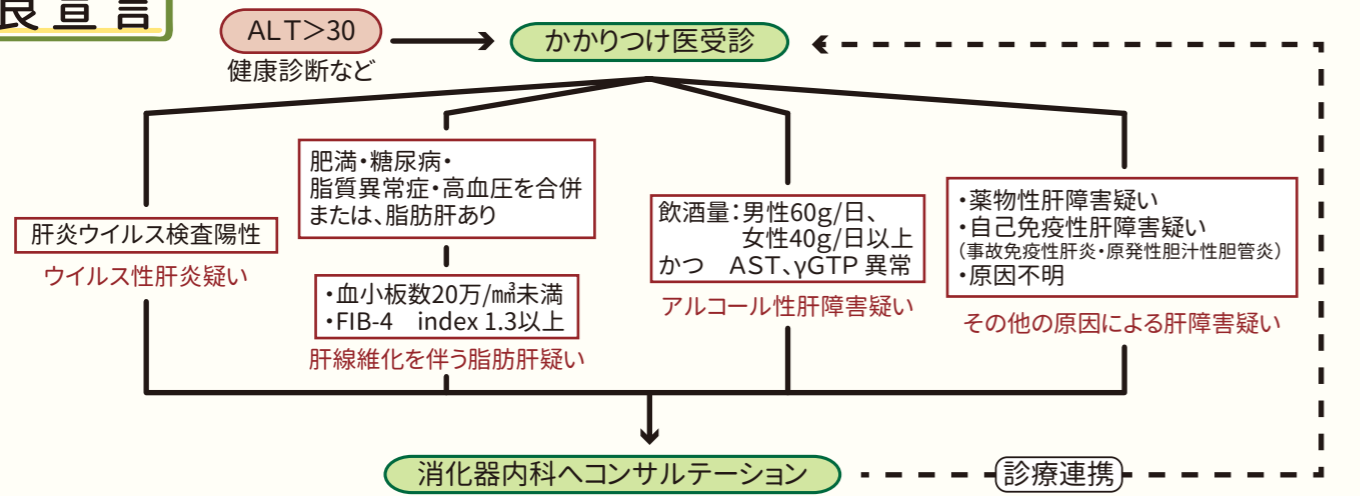 良宣言
ALT>30
健康診断など
かかりつけ医受診
肝炎ウイルス検査陽性
ウイルス性肝炎疑い
肥満・糖尿病・
脂質異常症・高血圧を合併
または、脂肪肝あり
・血小板数20万/㎣未満
・FIB-4 index 1.3以上
肝線維化を伴う脂肪肝疑い
飲酒量：男性60g/日、
女性40g/日以上
かつ AST、γGTP 異常
アルコール性肝障害疑い
・薬物性肝障害疑い
・自己免疫性肝障害疑い
（事故免疫性肝炎・原発性胆汁性胆管炎）
・原因不明
その他の原因による肝障害疑い
消化器内科へコンサルテーション
診療連携